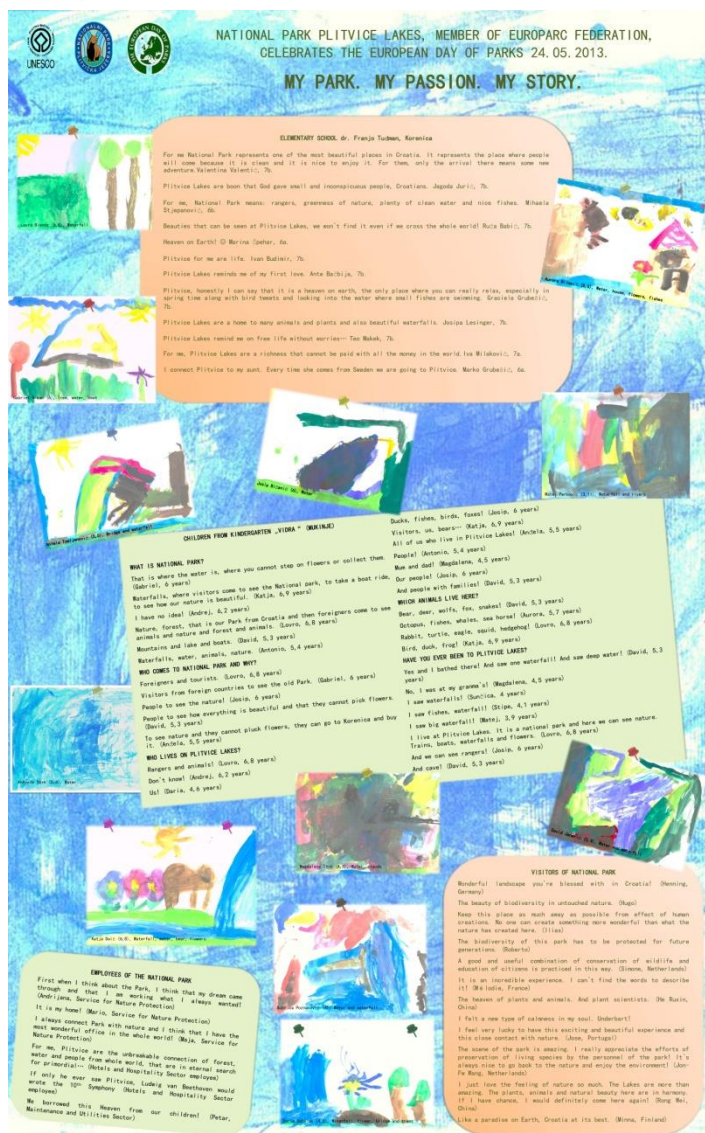 NATIONAL PARK PLITVICE LAKES, MEMBER OF EUROPARC FEDERATION,
CELEBRATES THE EUROPEAN DAY OF PARKS 24.05.2013.
UNESCO
MY PARK. MY PASSION. MY STORY.
ELEMENTARY SCHOOL dr. Franja Tuđman, Korenica
For me National Park represents one of the most beautiful places in Croatia. It represents the place where people
will come because it is clean and it is nice to enjoy it. For them, only the arrival there means some new
adventure.Valentina Valentić, 7b.
Plitvice Lakes are boon that God gave small and inconspicuous people, Croatians. Jagoda Jurić, 7b.
For me, National Park means: rangers, greenness of nature, plenty of clean water and nice fishes. Mihaela
Stjepanović, 6b.
Beauties that can be seen at Plitvice Lakes, we won't find it even if we cross the whole world! Ruža Babić, 7b
Heaven on Earth! ☺ Marina Špehar, 6a.
Plitvice for me are life. Ivan Budimir, 7b.
Plitvice Lakes reminds me of my first love. Ante Barbija, 7b.
Plitvice, honestly I can say that it is a heaven on earth, the only place where you can really relax, especially in
spring time along with bird tweets and looking into the water where small fishes are swimming. Graciela Grubešić,
7b.
Plitvice Lakes are a home to many animals and plants and also beautiful waterfalls. Josipa Lesinger, 7b.
Plitvice Lakes remind me on free life without worries… Teo Mabek, 7b.
For me, Plitvice Lakes are a richness that cannot be paid with all the money in the world.Iva Mileković, 7a.
I connect Plitvice to my aunt. Every time she comes from Sweden we are going to Plitvice. Marko Grubešić, 6a.
CHILDREN FROM KINDERGARTEN „VIDRA“ (MUKINJE)
WHAT IS NATIONAL PARK?
That is where the water is, where you cannot step on flowers or collect them.
(Gabriel, 6 years)
Waterfalls, where visitors come to see the National park, to take a boat ride,
to see how our nature is beautiful. (Katja, 6,9 years)
I have no idea! (Andrej, 6,2 years)
Nature, forest, that is our Park from Croatia and then foreigners come to see
animals and nature and forest and animals. (Lovro, 6,8 years)
Mountains and lake and boats. (David, 5,3 years)
Waterfalls, water, animals, nature. (Antonio, 5,4 years)
WHO COMES TO NATIONAL PARK AND WHY?
Foreigners and tourists. (Lovro, 6,8 years)
Visitors from foreign countries to see the old Park. (Gabriel, 6 years)
People to see the nature! (Josip, 6 years)
People to see how everything is beautiful and that they cannot pick flowers.
(David, 5,3 years)
To see nature and they cannot pluck flowers, they can go to Korenica and buy
it. (Anđela, 5,5 years)
WHO LIVES ON PLITVICE LAKES?
Rangers and animals! (Lovro, 6,8 years)
Don't know! (Andrej, 6,2 years)
Us! (Daria, 4,6 years)
Ducks, fishes, birds, foxes! (Josip, 6 years)
Visitors, us, bears… (Katja, 6,9 years)
All of us who live in Plitvice Lakes! (Anđela, 5,5 years)
People! (Antonio, 5,4 years)
Mum and dad! (Magdalena, 4,5 years)
Our people! (Josip, 6 years)
And people with families! (David, 5,3 years)
WHICH ANIMALS LIVE HERE?
Bear, deer, wolfs, fox, snakes! (David, 5,3 years)
Octopus, fishes, whales, sea horse! (Aurora, 5,7 years)
Rabbit, turtle, eagle, squid, hedgehog! (Lovro, 6,8 years)
Bird, duck, frog! (Katja, 6,9 years)
HAVE YOU EVER BEEN TO PLITVICE LAKES?
Yes and I bathed there! And saw one waterfall! And saw deep water! (David, 5,3
years)
No, I was at my granma's! (Magdalena, 4,5 years)
I saw waterfalls! (Sunčica, 4 years)
I saw fishes, waterfall! (Stipe, 4,1 years)
I saw big waterfall! (Matej, 3,9 years)
I live at Plitvice Lakes. It is a national park and here we can see nature.
Trains, boats, waterfalls and flowers. (Lovro, 6,8 years)
And we can see rangers! (Josip, 6 years)
And cave! (David, 5,3 years)
EMPLOYEES OF THE NATIONAL PARK
First when I think about the Park, I think that my dream came
through and that I am working what I always wanted!
(Andrijana, Service for Nature Protection)
It is my home! (Mario, Service for Nature Protection)
I always connect Park with nature and I think that I have the
most wonderful office in the whole world! (Maja, Service for
Nature Protection)
For me, Plitvice are the unbreakable connection of forest,
water and people from whole world, that are in eternal search
for primordial… (Hotels and Hospitality Sector employee)
If only he ever saw Plitvice, Ludwig van Beethoven would
wrote the 10th Symphony (Hotels and Hospitality Sector
employee)
We borrowed this Heaven from our children! (Petar,
Maintenance and Utilities Sector)
VISITORS OF NATIONAL PARK
Wonderful landscape you're blessed with in Croatia! (Henning,
Germany)
The beauty of biodiversity in untouched nature. (Hugo)
Keep this place as much away as possible from effect of human
creations. No one can create something more wonderful than what the
nature has created here. (Ilias)
The biodiversity of this park has to be protected for future
generations. (Roberto)
A good and useful combination of conservation of wildlife and
education of citizens is practiced in this way. (Simone, Netherlands)
It is an incredible experience. I can't find the words to describe
it! (Mélodie, France)
The heaven of plants and animals. And plant scientists. (He Ruxin,
China)
I felt a new type of calmness in my soul. Underbart!
I feel very lucky to have this exciting and beautiful experience and
this close contact with nature. (Jose, Portugal)
The scene of the park is amazing. I really appreciate the efforts of
preservation of living species by the personnel of the park! It's
always nice to go back to the nature and enjoy the environment! (Jon-
Fe Wang, Netherlands)
I just love the feeling of nature so much. The Lakes are more than
amazing. The plants, animals and natural beauty here are in harmony.
If I have chance, I would definitely come here again! (Rong Wei,
China)
Like a paradise on Earth, Croatia at its best. (Minna, Finland)